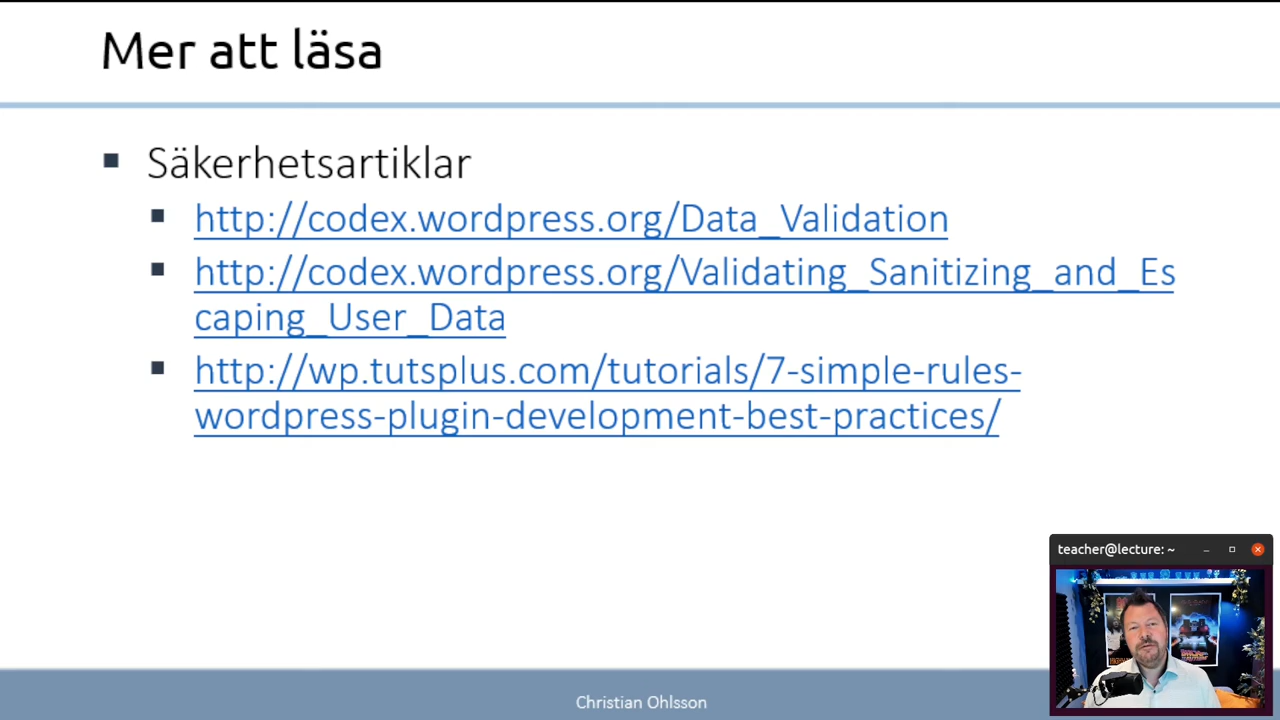 Mer att läsa
Säkerhetsartiklar
http://codex.wordpress.org/Data_Validation
http://codex.wordpress.org/Validating_Sanitizing_and_Es
caping_User_Data
http://wp.tutsplus.com/tutorials/7-simple-rules-
wordpress-plugin-development-best-practices/
teacher@lecture: ~
Christian Ohlsson